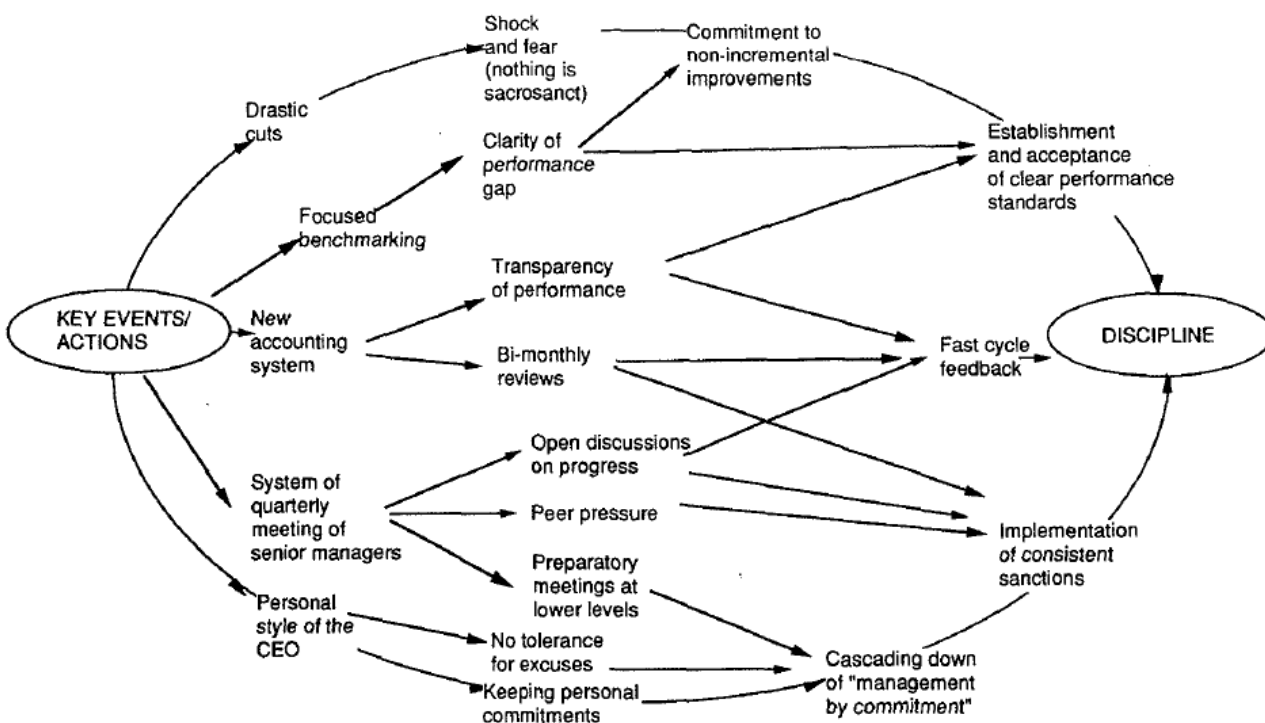 Shock
and fear
(nothing is
sacrosanct)
Commitment to
non-incremental
improvements
Drastic
cuts
Clarity of
performance
gap
Establishment
and acceptance
of clear performance
standards
Focused
benchmarking
Transparency
of performance
KEY EVENTS/
ACTIONS
New
accounting
system
Bi-monthly
reviews
Fast cycle
feedback
DISCIPLINE
Open discussions
on progress
System of
quarterly
meeting of
senior managers
Peer pressure
Implementation
of consistent
sanctions
Preparatory
meetings at
lower levels
Personal
style of the
CEO
No tolerance
for excuses
Keeping personal
commitments
Cascading down
of "management
by commitment"